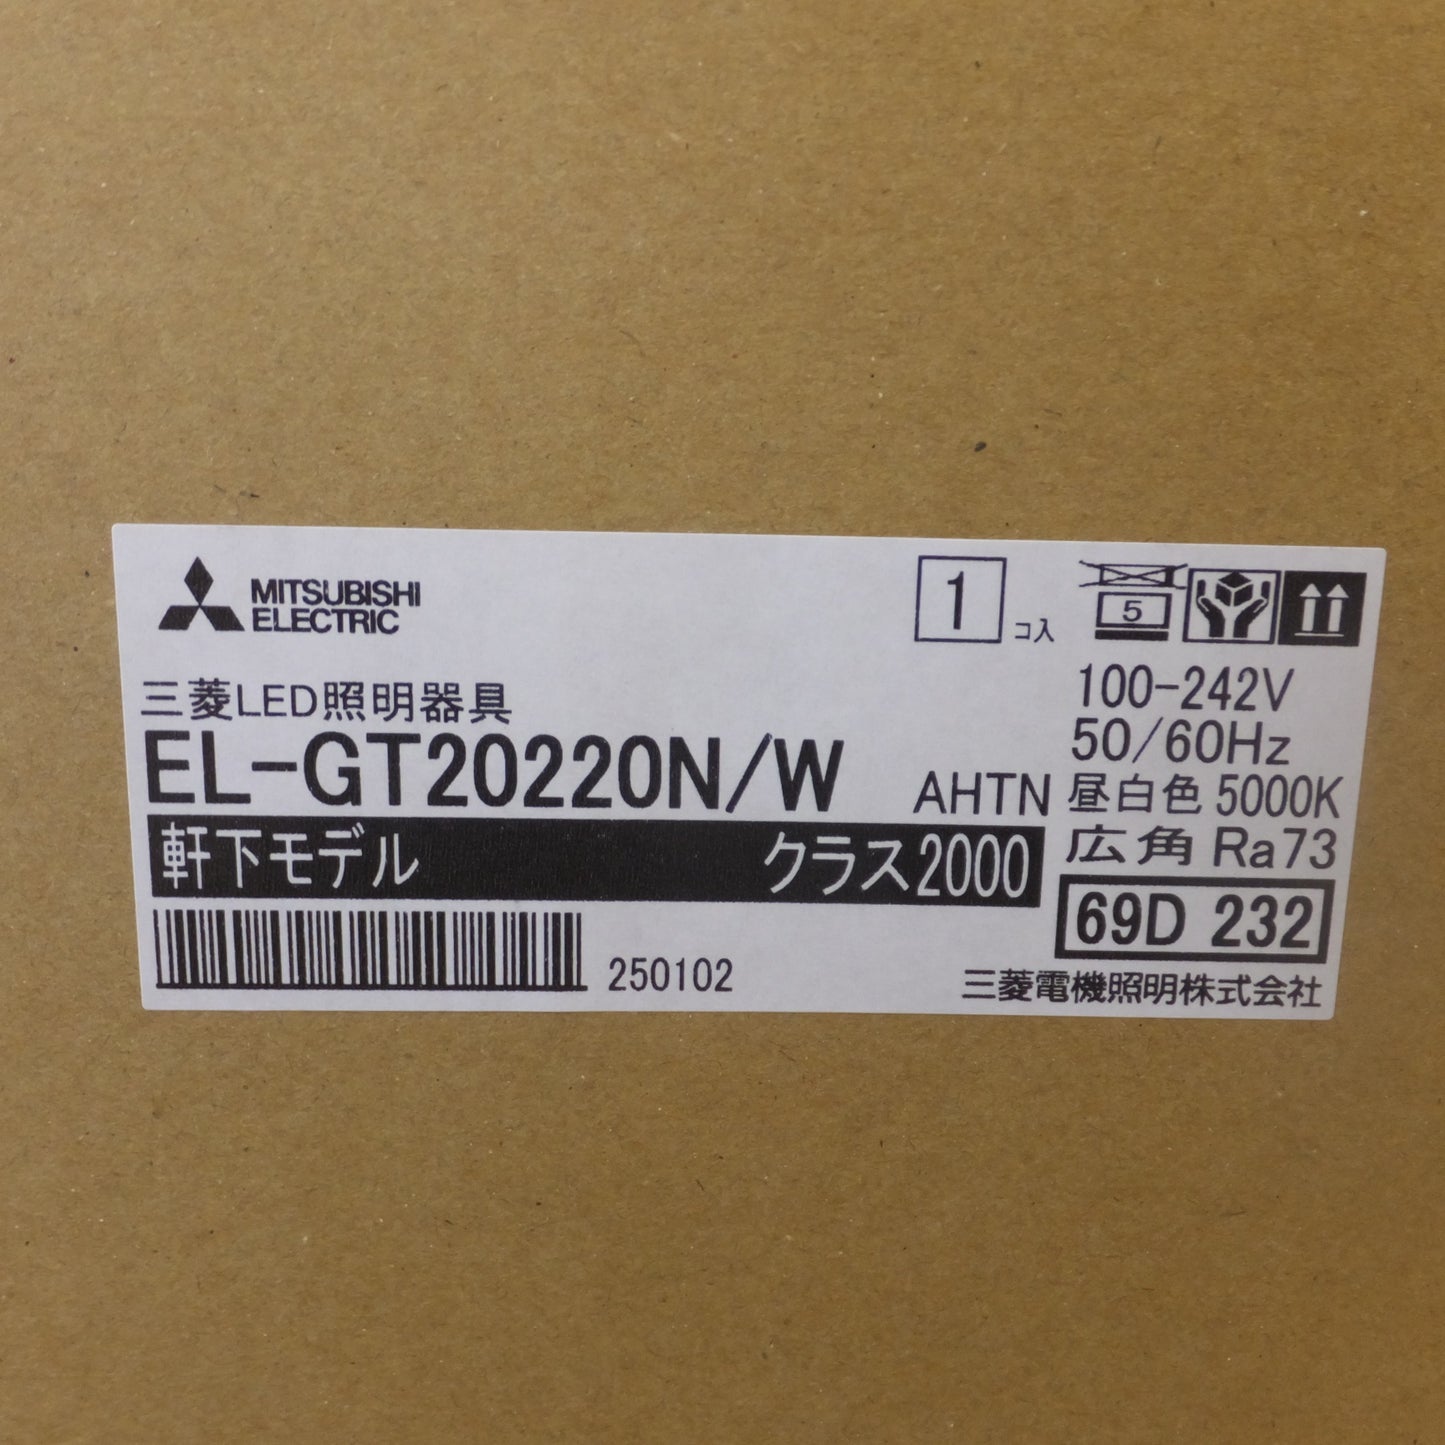 MITSUBISHI
ELECTRIC
1 コ入
5
三菱LED照明器具
EL-GT20220N/W AHTN
軒下モデル クラス2000
250102
100-242V
50/60Hz
昼白色 5000K
広角 Ra73
69D 232
三菱電機照明株式会社